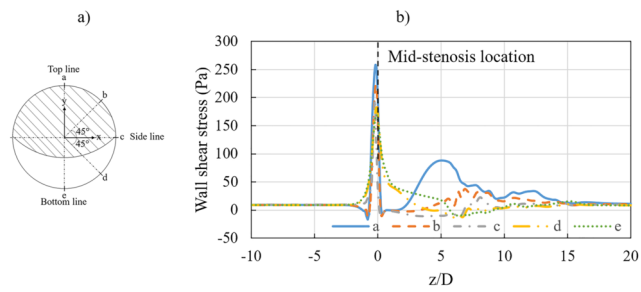 a)
Top line
a
b
y
45°
x
c
Side line
45°
d
e
Bottom line
b)
Mid-stenosis location
Wall shear stress (Pa)
300
250
200
150
100
50
0
-50
a b c d e
-10 -5 0 5 10 15 20
z/D